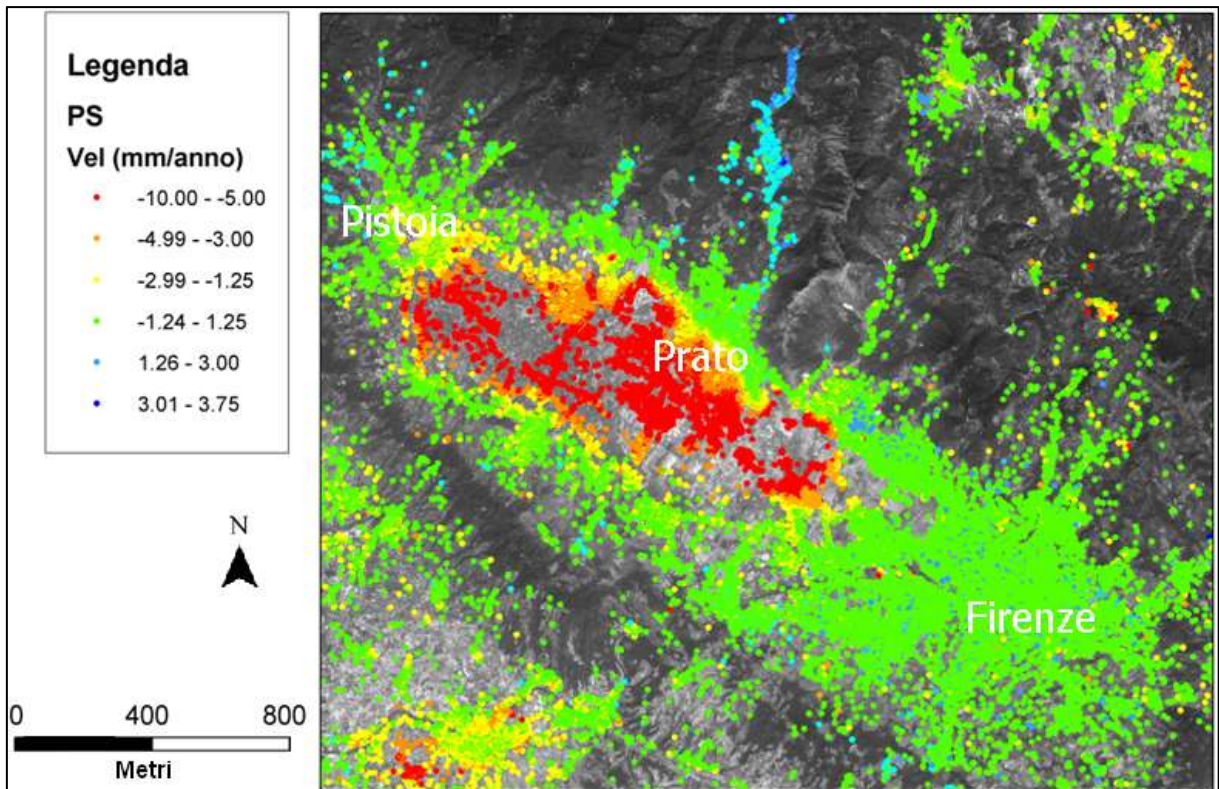 Legenda
PS
Vel (mm/anno)
-10.00 - -5.00
-4.99 - -3.00
-2.99 - -1.25
-1.24 - 1.25
1.26 - 3.00
3.01 - 3.75
N
0 400 800
Metri
Pistoia
Prato
Firenze